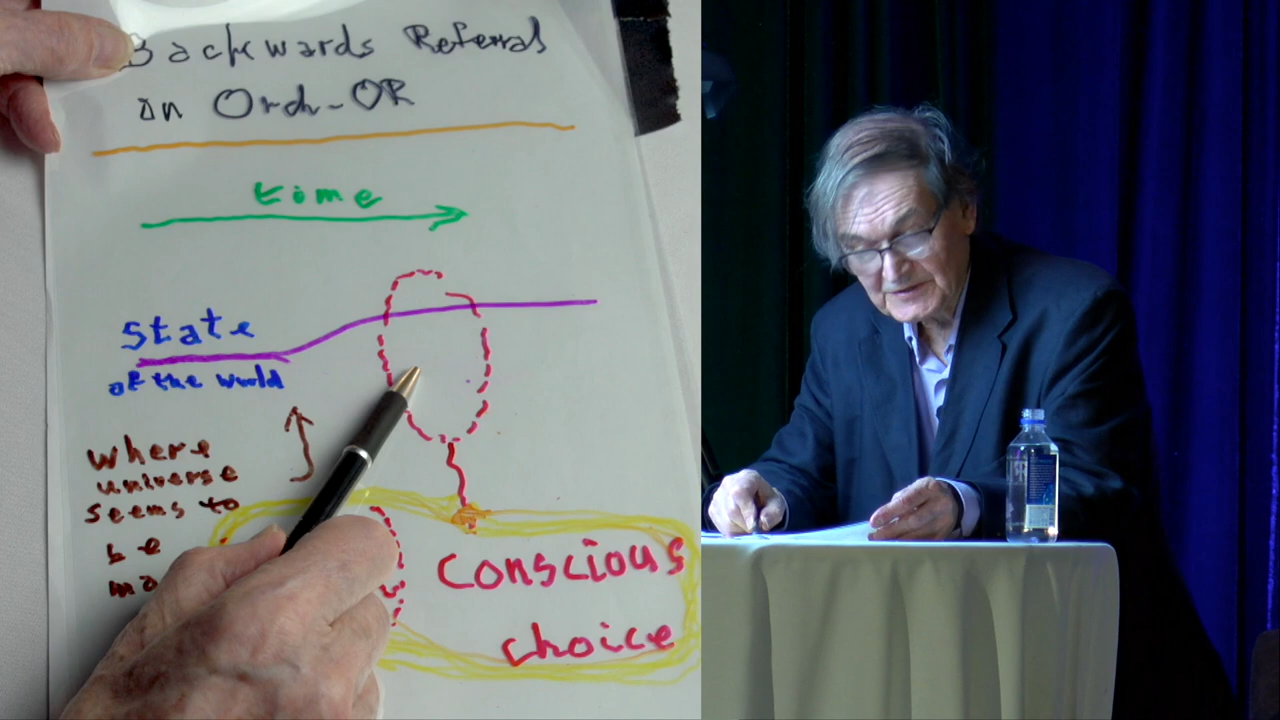 Backwards Referral
in Orch-OR
time
State
of the world
where
universe
seems to
be
Conscious
choice